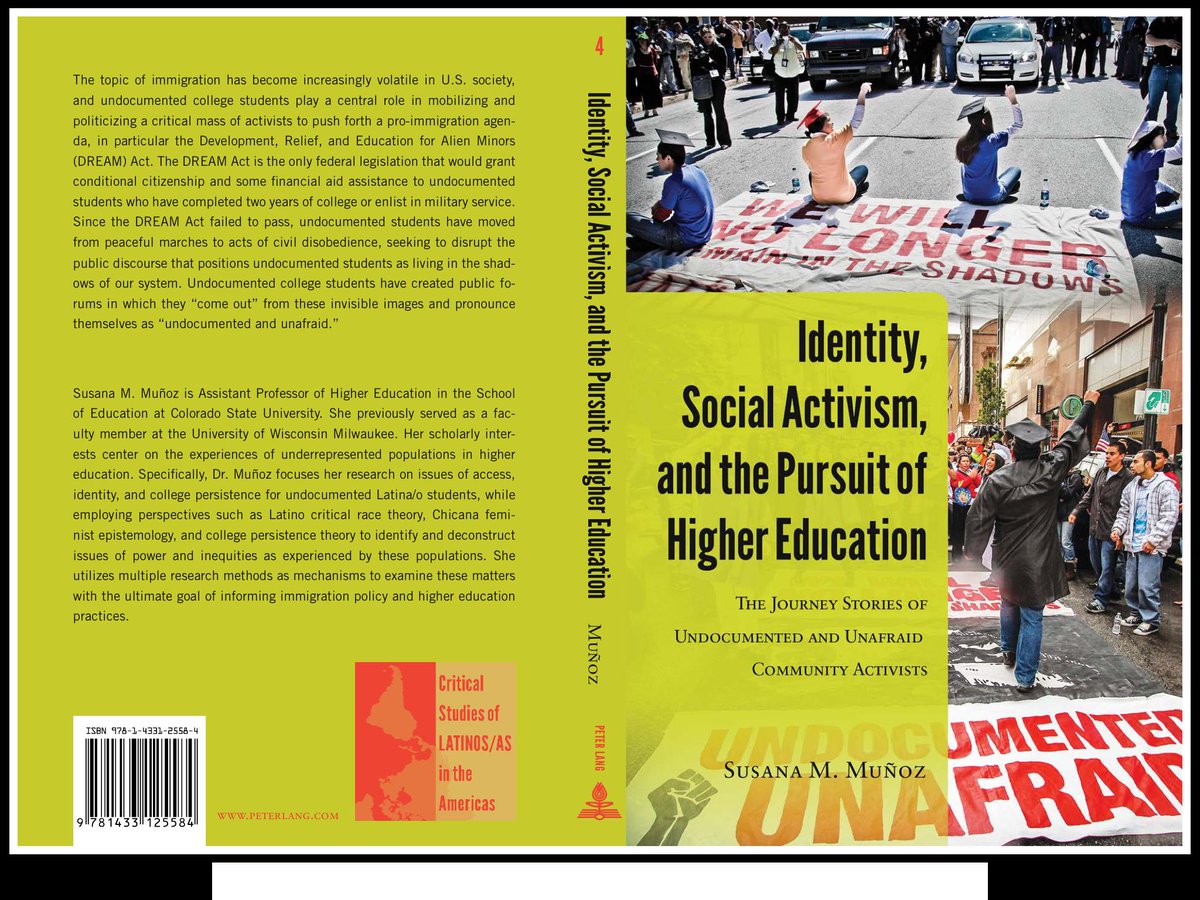 The topic of immigration has become increasingly volatile in U.S. society,
and undocumented college students play a central role in mobilizing and
politicizing a critical mass of activists to push forth a pro-immigration agen-
da, in particular the Development, Relief, and Education for Alien Minors
(DREAM) Act. The DREAM Act is the only federal legislation that would grant
conditional citizenship and some financial aid assistance to undocumented
students who have completed two years of college or enlist in military service.
Since the DREAM Act failed to pass, undocumented students have moved
from peaceful marches to acts of civil disobedience, seeking to disrupt the
public discourse that positions undocumented students as living in the shad-
ows of our system. Undocumented college students have created public fo-
rums in which they “come out” from these invisible images and pronounce
themselves as “undocumented and unafraid.”
Susana M. Muñoz is Assistant Professor of Higher Education in the School
of Education at Colorado State University. She previously served as a fac-
ulty member at the University of Wisconsin Milwaukee. Her scholarly inter-
ests center on the experiences of underrepresented populations in higher
education. Specifically, Dr. Muñoz focuses her research on issues of access,
identity, and college persistence for undocumented Latina/o students, while
employing perspectives such as Latino critical race theory, Chicana femi-
nist epistemology, and college persistence theory to identify and deconstruct
issues of power and inequities as experienced by these populations. She
utilizes multiple research methods as mechanisms to examine these matters
with the ultimate goal of informing immigration policy and higher education
practices.
Critical
Studies of
LATINOS/AS
in the
Americas
ISBN 978-1-4331-2558-4
9 781433 125584
WWW.PETERLANG.COM
4
Identity, Social Activism, and the Pursuit of Higher Education
MUÑOZ
PETER LANG
WE WILL
NO LONGER
IN THE SHADOWS
Identity,
Social Activism,
and the Pursuit of
Higher Education
THE JOURNEY STORIES OF
UNDOCUMENTED AND UNAFRAID
COMMUNITY ACTIVISTS
SUSANA M. MUÑOZ
P
UNDOCUMENTED
UNAFRAID